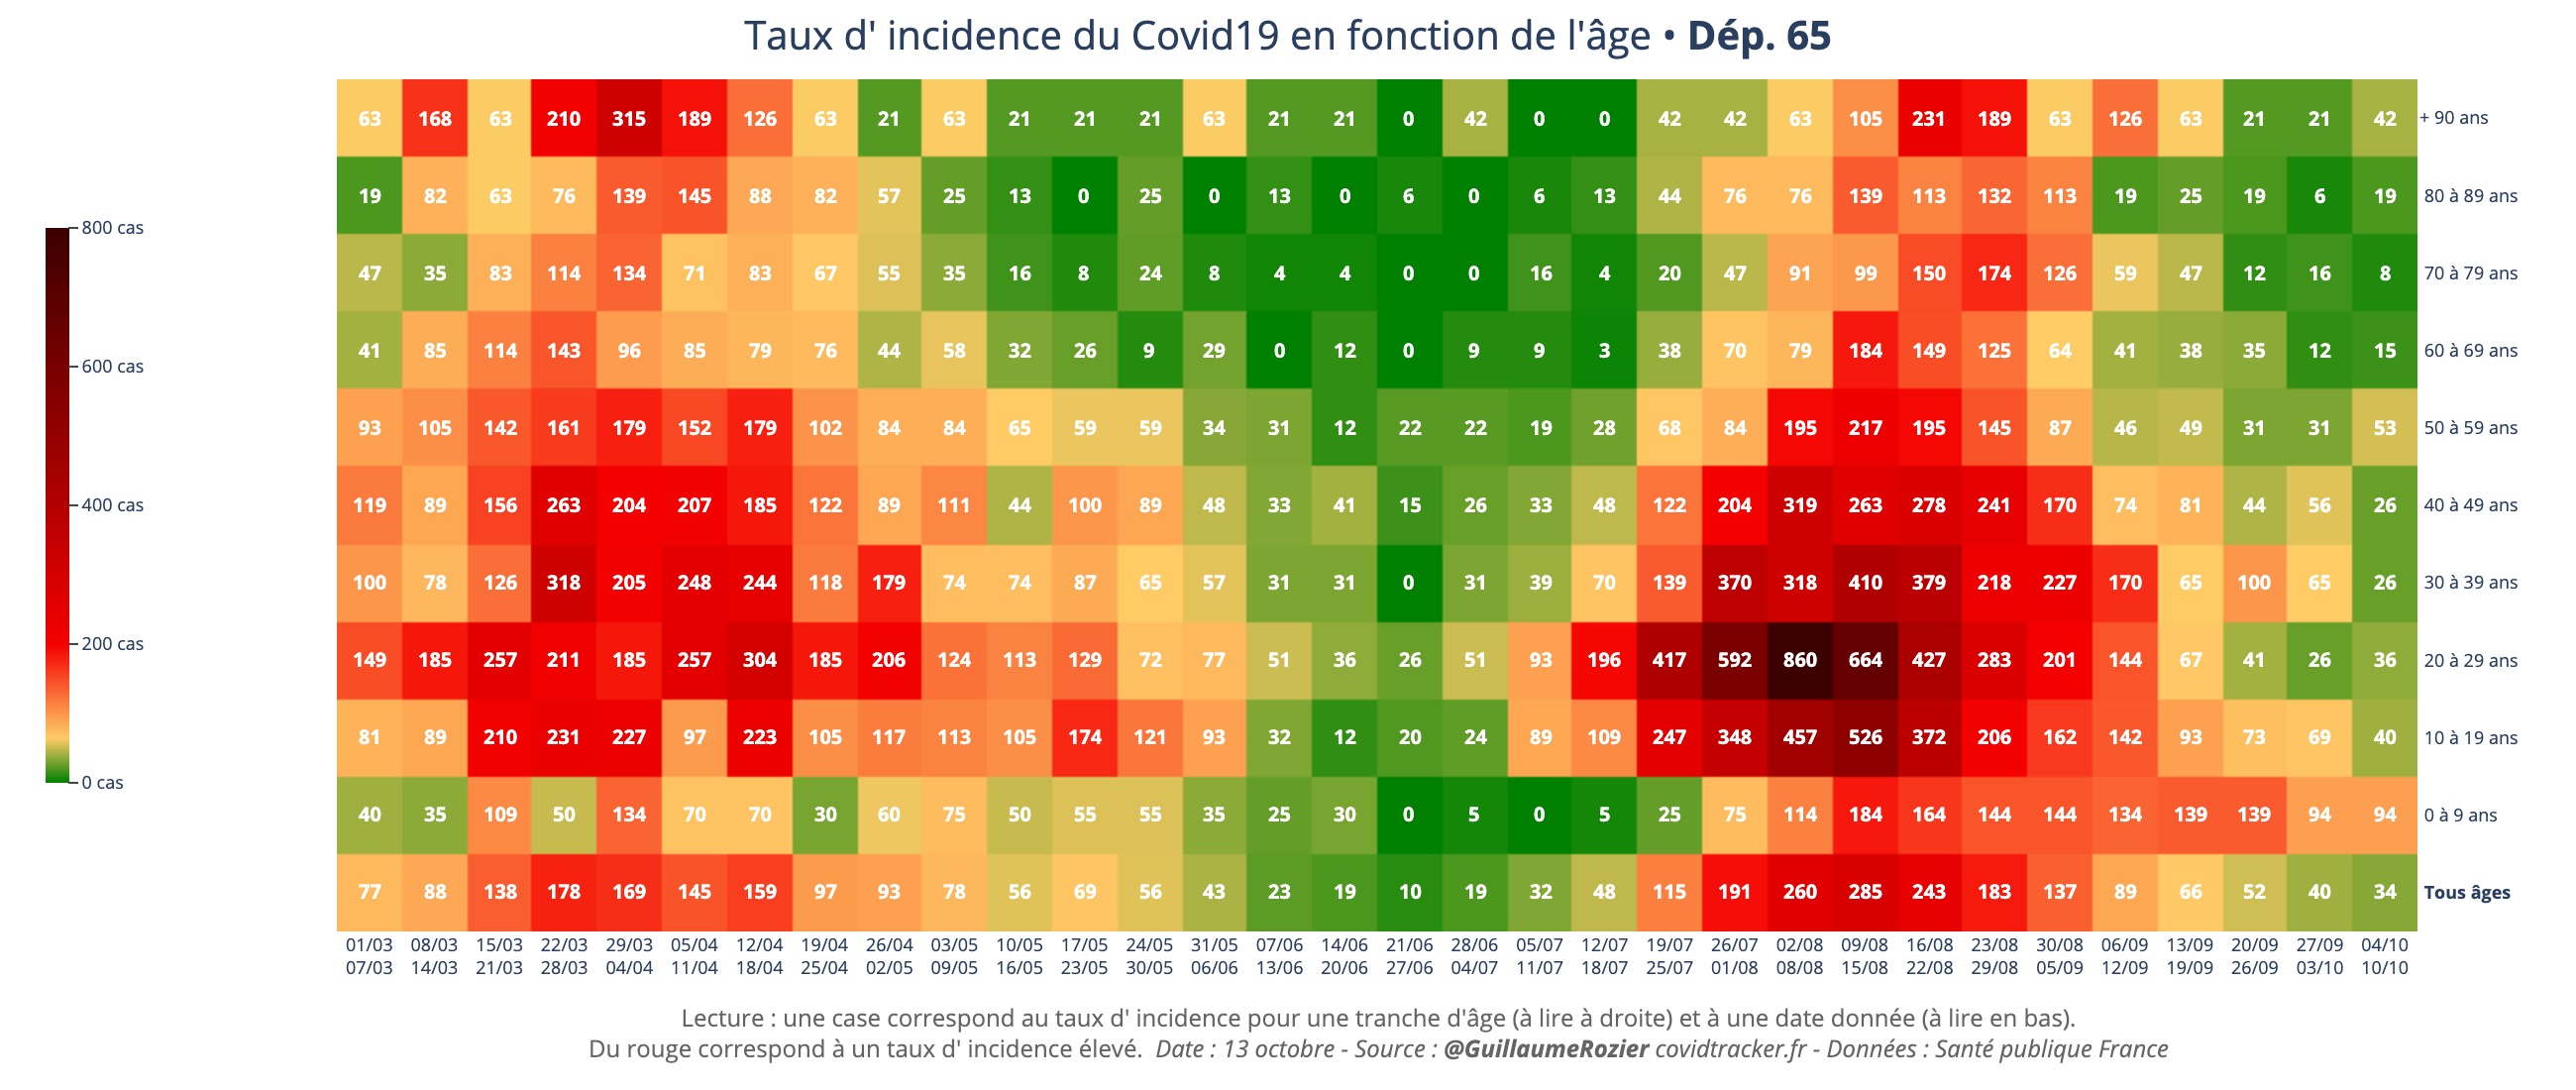 Taux d' incidence du Covid19 en fonction de l'âge • Dép. 65
800 cas
600 cas
400 cas
200 cas
0 cas
63 168 63 210 315 189 126 63 21 63 21 21 21 63 21 21 0 42 0 0 42 42 63 105 231 189 63 126 63 21 21 42 + 90 ans
19 82 63 76 139 145 88 82 57 25 13 0 25 0 13 0 6 0 6 13 44 76 76 139 113 132 113 19 25 19 6 19 80 à 89 ans
47 35 83 114 134 71 83 67 55 35 16 8 24 8 4 4 0 0 16 4 20 47 91 99 150 174 126 59 47 12 16 8 70 à 79 ans
41 85 114 143 96 85 79 76 44 58 32 26 9 29 0 12 0 9 9 3 38 70 79 184 149 125 64 41 38 35 12 15 60 à 69 ans
93 105 142 161 179 152 179 102 84 84 65 59 59 34 31 12 22 22 19 28 68 84 195 217 195 145 87 46 49 31 31 53 50 à 59 ans
119 89 156 263 204 207 185 122 89 111 44 100 89 48 33 41 15 26 33 48 122 204 319 263 278 241 170 74 81 44 56 26 40 à 49 ans
100 78 126 318 205 248 244 118 179 74 74 87 65 57 31 31 0 31 39 70 139 370 318 410 379 218 227 170 65 100 65 26 30 à 39 ans
149 185 257 211 185 257 304 185 206 124 113 129 72 77 51 36 26 51 93 196 417 592 860 664 427 283 201 144 67 41 26 36 20 à 29 ans
81 89 210 231 227 97 223 105 117 113 105 174 121 93 32 12 20 24 89 109 247 348 457 526 372 206 162 142 93 73 69 40 10 à 19 ans
40 35 109 50 134 70 70 30 60 75 50 55 55 35 25 30 0 5 0 5 25 75 114 184 164 144 144 134 139 139 94 94 0 à 9 ans
77 88 138 178 169 145 159 97 93 78 56 69 56 43 23 19 10 19 32 48 115 191 260 285 243 183 137 89 66 52 40 34 Tous âges
01/03 08/03 15/03 22/03 29/03 05/04 12/04 19/04 26/04 03/05 10/05 17/05 24/05 31/05 07/06 14/06 21/06 28/06 05/07 12/07 19/07 26/07 02/08 09/08 16/08 23/08 30/08 06/09 13/09 20/09 27/09 04/10
07/03 14/03 21/03 28/03 04/04 11/04 18/04 25/04 02/05 09/05 16/05 23/05 30/05 06/06 13/06 20/06 27/06 04/07 11/07 18/07 25/07 01/08 08/08 15/08 22/08 29/08 05/09 12/09 19/09 26/09 03/10 10/10
Lecture : une case correspond au taux d' incidence pour une tranche d'âge (à lire à droite) et à une date donnée (à lire en bas).
Du rouge correspond à un taux d' incidence élevé. Date : 13 octobre - Source : @GuillaumeRozier covidtracker.fr - Données : Santé publique France